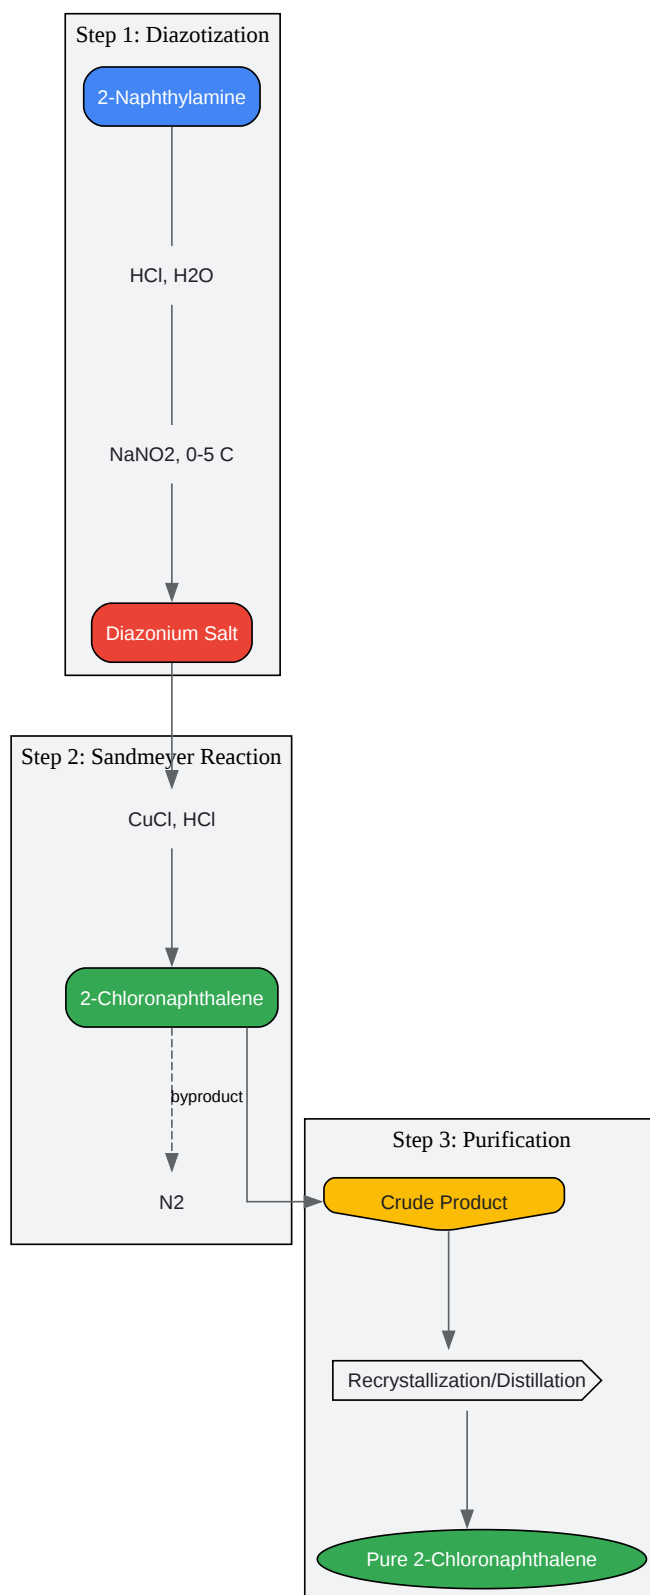 Step 1: Diazotization
2-Naphthylamine
HCl, H2O
NaNO2, 0-5 C
Diazonium Salt
Step 2: Sandmeyer Reaction
CuCl, HCl
2-Chloronaphthalene
byproduct
N2
Step 3: Purification
Crude Product
Recrystallization/Distillation
Pure 2-Chloronaphthalene